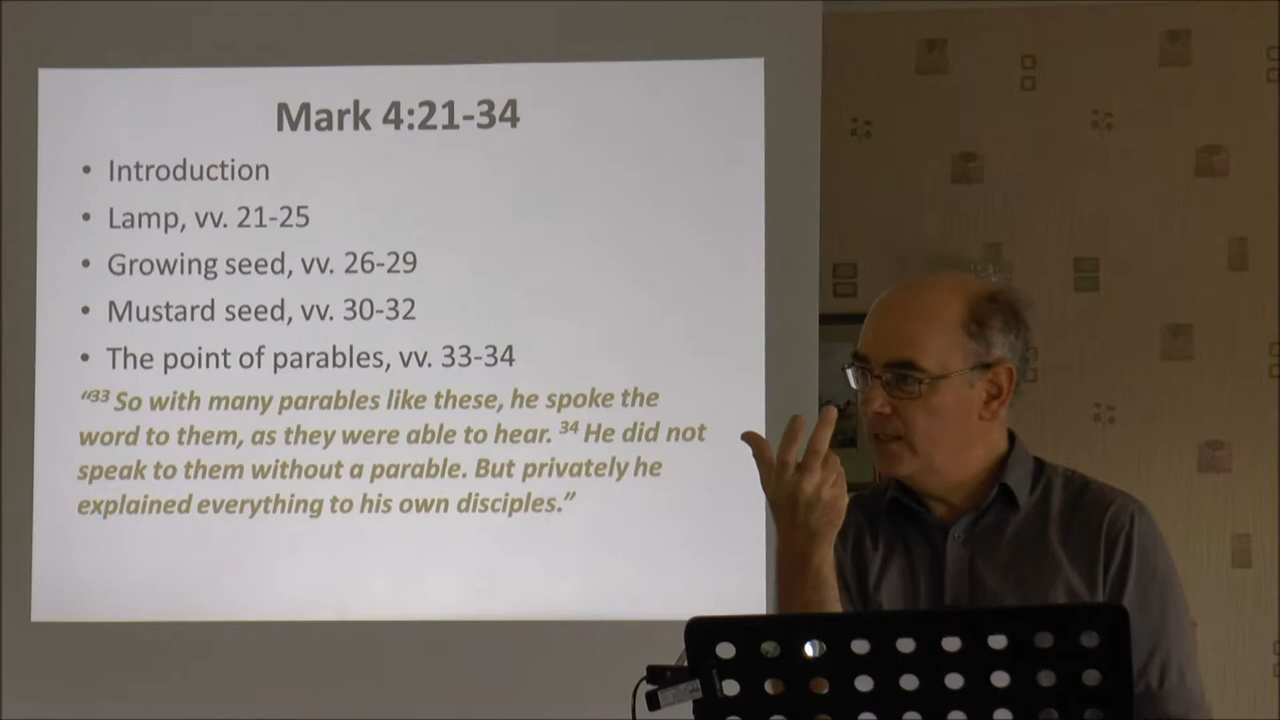 Mark 4:21-34
• Introduction
• Lamp, vv. 21-25
• Growing seed, vv. 26-29
• Mustard seed, vv. 30-32
• The point of parables, vv. 33-34
“³³ So with many parables like these, he spoke the
word to them, as they were able to hear. ³⁴ He did not
speak to them without a parable. But privately he
explained everything to his own disciples.”